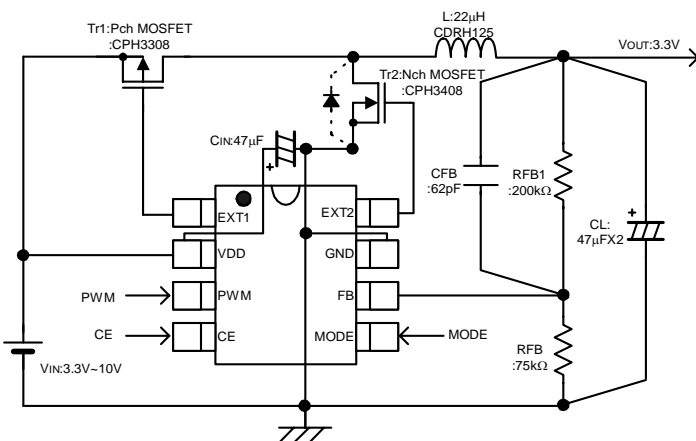 L:22μH
CDRH125
Tr1:Pch MOSFET
:CPH3308
VOUT:3.3V
Tr2:Nch MOSFET
:CPH3408
CIN:47μF
+
CFB
:62pF
RFB1
:200kΩ
+
CL:
47μFX2
EXT1
EXT2
VDD
GND
PWM
PWM
FB
CE
CE
MODE
MODE
RFB
:75kΩ
VIN:3.3V~10V